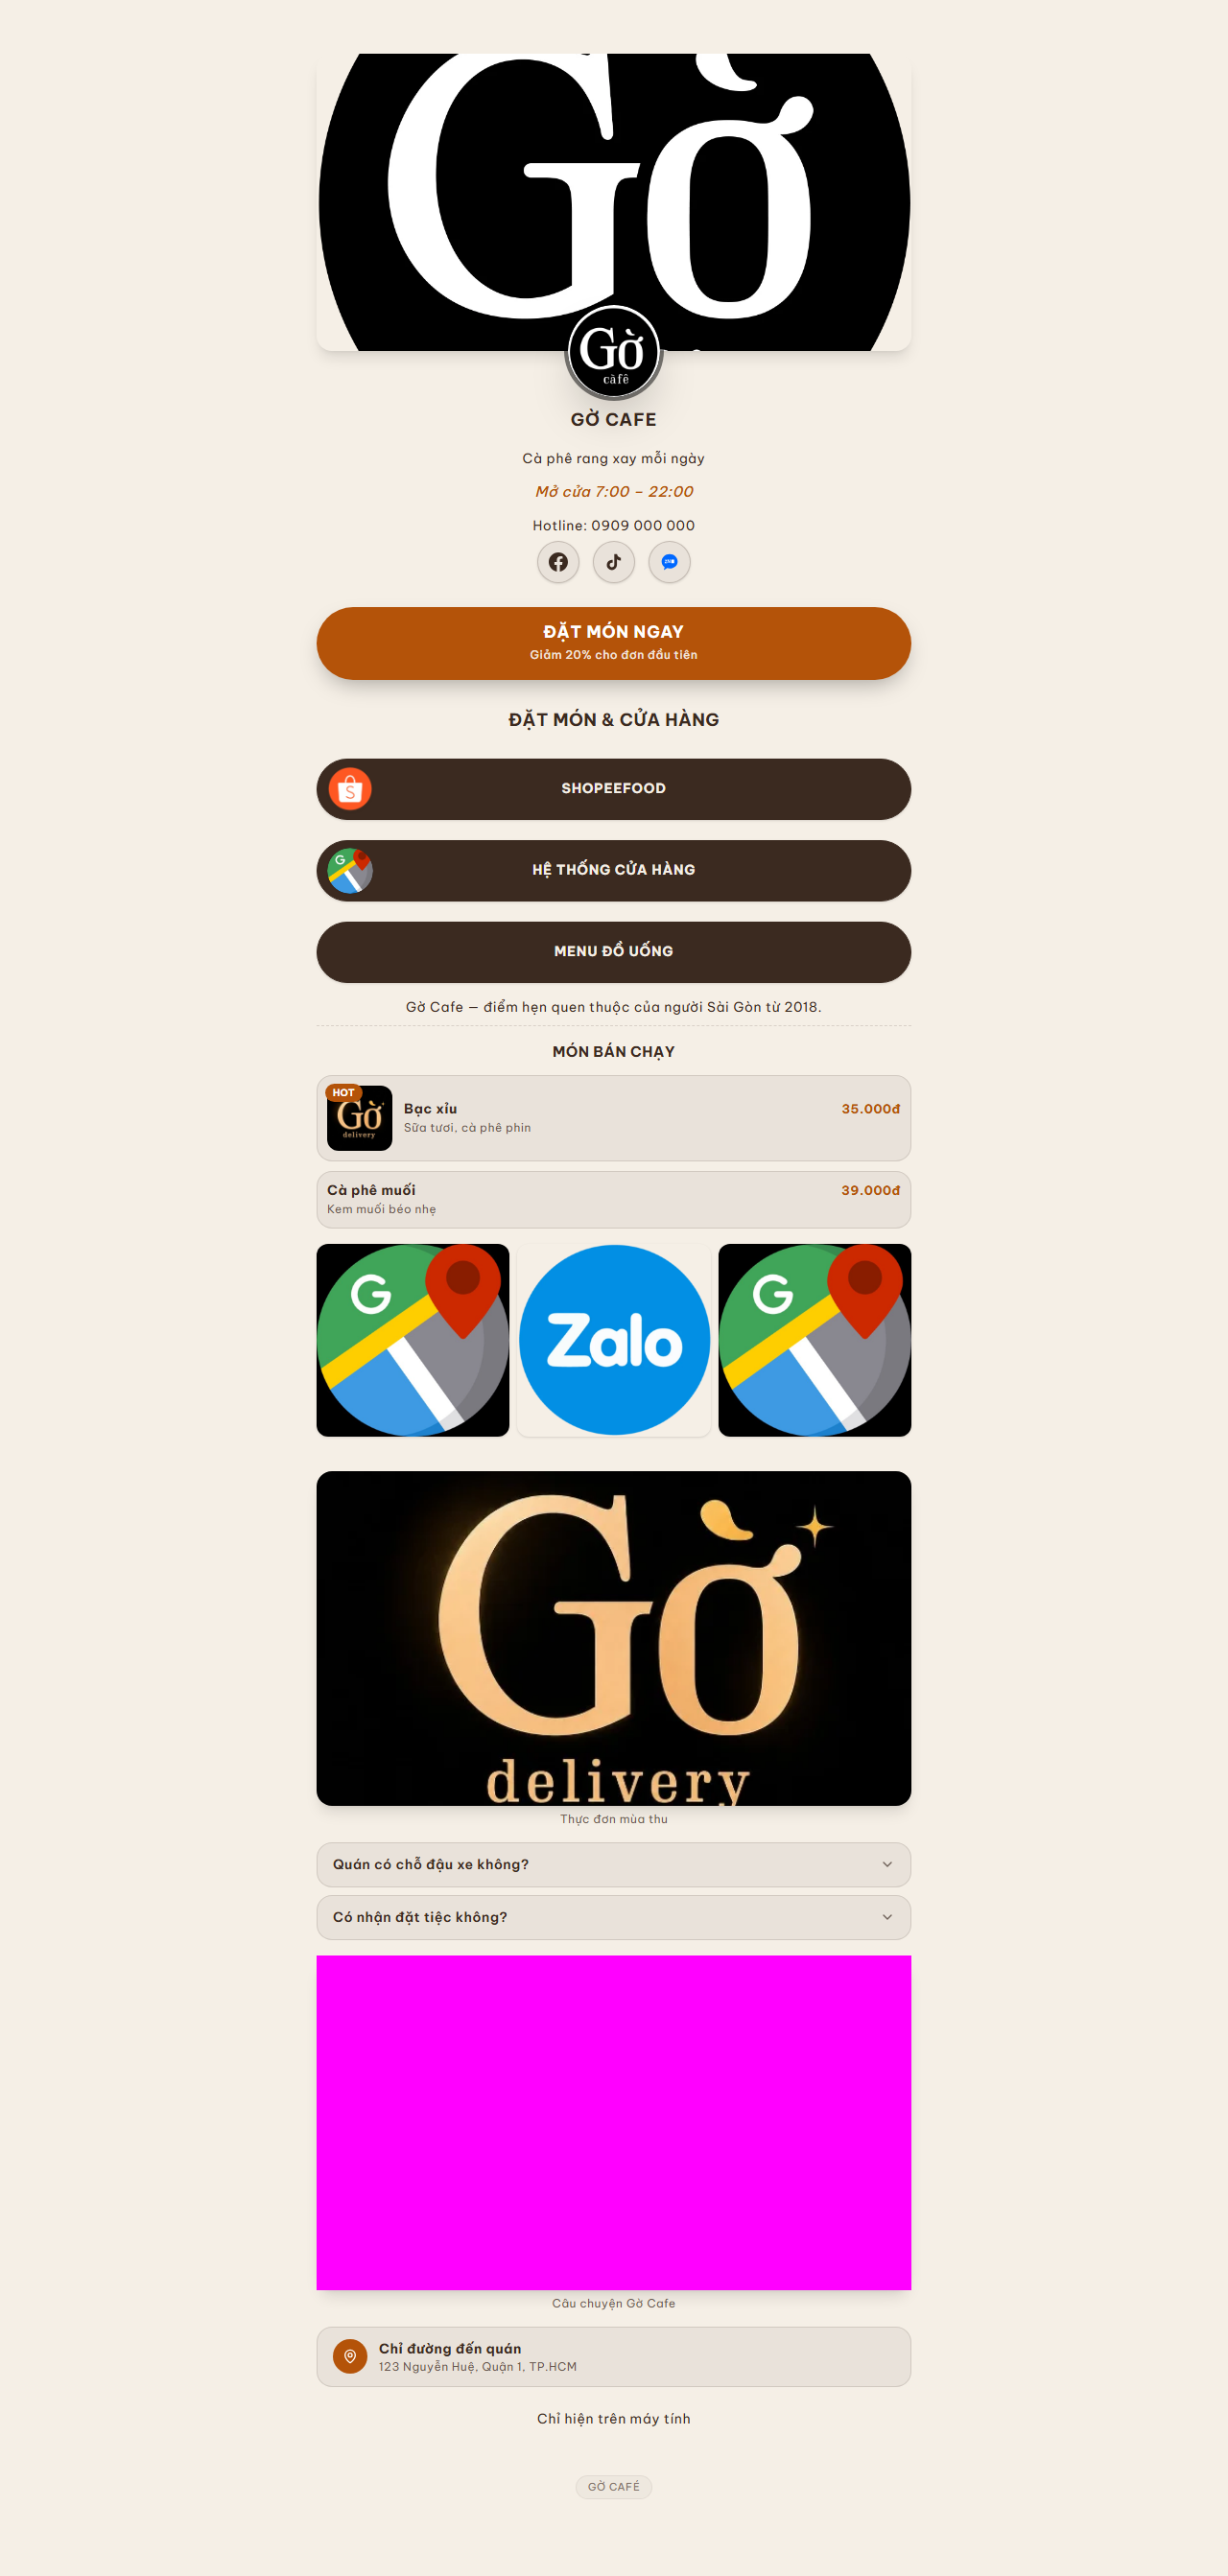 Gờ
Gờ
càfê
GỜ CAFE
Cà phê rang xay mỗi ngày
Mở cửa 7:00 – 22:00
Hotline: 0909 000 000
ĐẶT MÓN NGAY
Giảm 20% cho đơn đầu tiên
ĐẶT MÓN & CỬA HÀNG
SHOPEEFOOD
HỆ THỐNG CỬA HÀNG
MENU ĐỒ UỐNG
Gờ Cafe — điểm hẹn quen thuộc của người Sài Gòn từ 2018.
MÓN BÁN CHẠY
HOT
Gờ
delivery
Bạc xỉu
35.000đ
Sữa tươi, cà phê phin
Cà phê muối
39.000đ
Kem muối béo nhẹ
G
Zalo
G
Gờ
delivery
Thực đơn mùa thu
Quán có chỗ đậu xe không?
Có nhận đặt tiệc không?
Câu chuyện Gờ Cafe
Chỉ đường đến quán
123 Nguyễn Huệ, Quận 1, TP.HCM
Chỉ hiện trên máy tính
GỜ CAFÉ